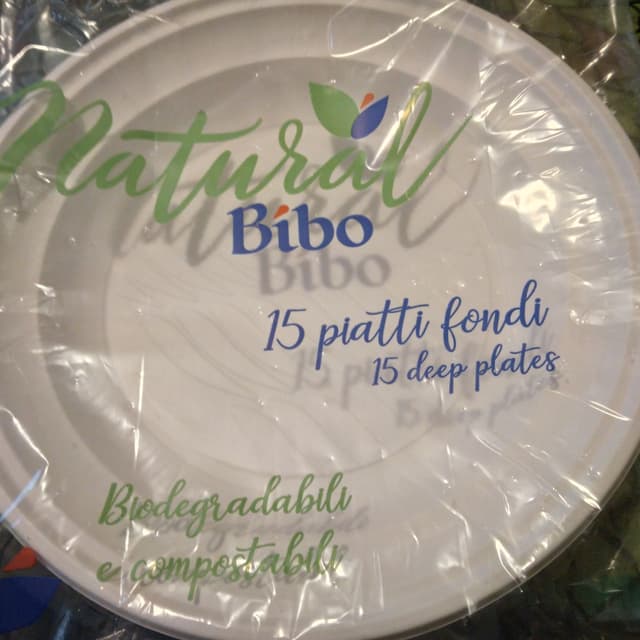 Natural
Bibo
15 piatti fondi
15 deep plates
Biodegradabili
e compostabili